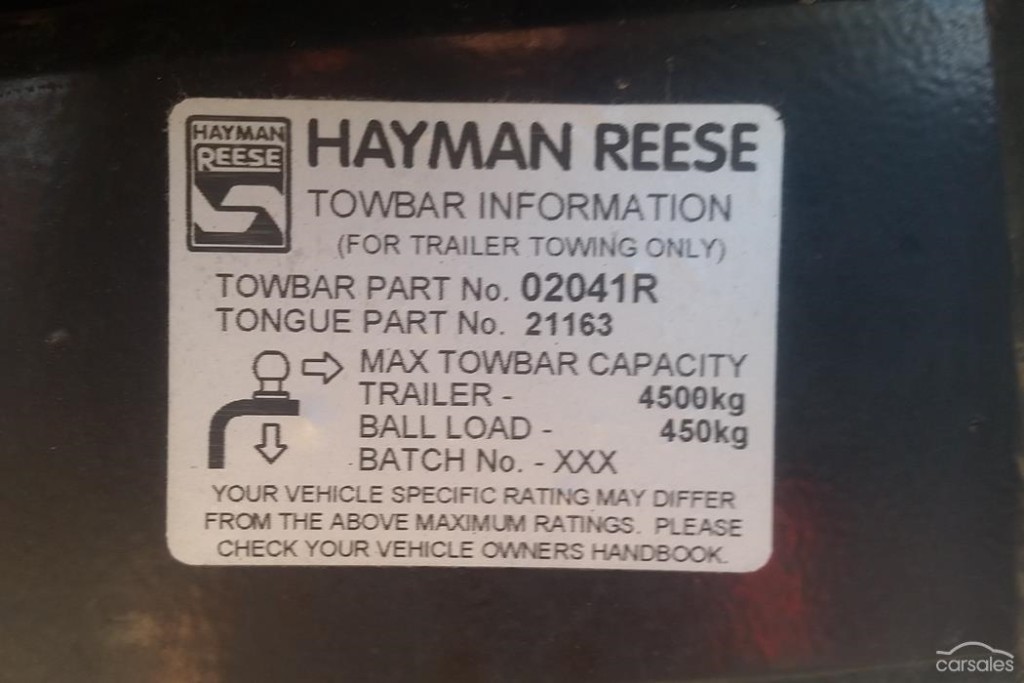 HAYMAN
REESE
HAYMAN REESE
TOWBAR INFORMATION
(FOR TRAILER TOWING ONLY)
TOWBAR PART No. 02041R
TONGUE PART No. 21163
MAX TOWBAR CAPACITY
TRAILER - 4500kg
BALL LOAD - 450kg
BATCH No. - XXX
YOUR VEHICLE SPECIFIC RATING MAY DIFFER
FROM THE ABOVE MAXIMUM RATINGS. PLEASE
CHECK YOUR VEHICLE OWNERS HANDBOOK.
carsales